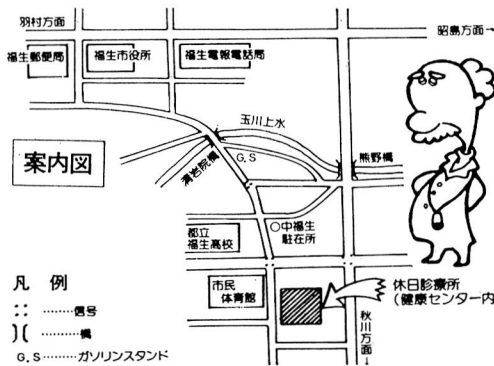 羽村方面
昭島方面→
福生郵便局
福生市役所
福生電報電話局
玉川上水
案内図
清岩院橋
G.S
熊野橋
都立
福生高校
○中福生
駐在所
市民
体育館
休日診療所
(健康センター内
秋川方面→
凡例
::………信号
)(………橋
G.S………ガソリンスタンド